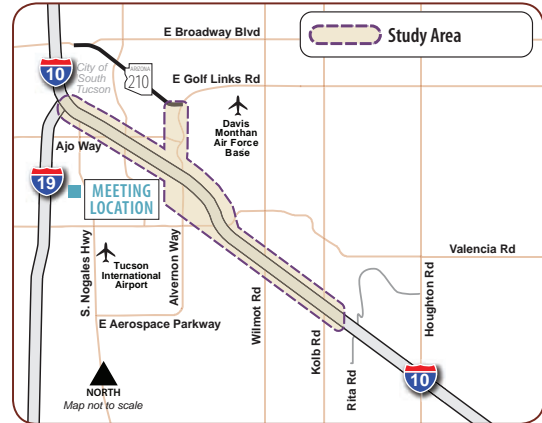 E Broadway Blvd
Study Area
10
City of
South
Tucson
ARIZONA
210
E Golf Links Rd
Davis
Monthan
Air Force
Base
Ajo Way
19
MEETING
LOCATION
S. Nogales Hwy
Tucson
International
Airport
Alvernon Way
Valencia Rd
E Aerospace Parkway
Wilmot Rd
Kolb Rd
Rita Rd
Houghton Rd
10
NORTH
Map not to scale